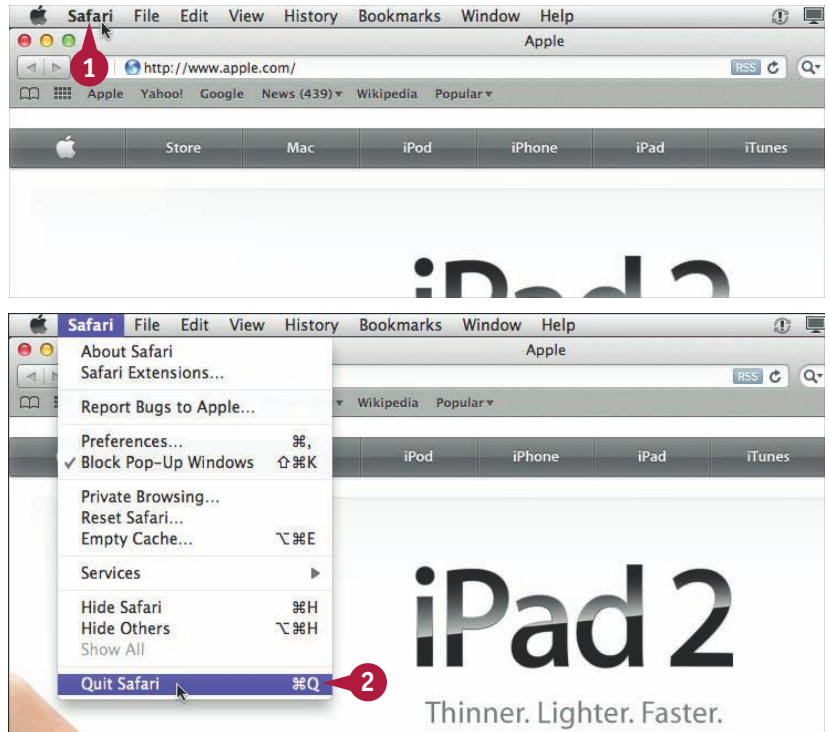 Safari File Edit View History Bookmarks Window Help
Apple
1
http://www.apple.com/
RSS
Apple Yahoo! Google News (439)▾ Wikipedia Popular▾
Store Mac iPod iPhone iPad iTunes
Safari File Edit View History Bookmarks Window Help
Apple
About Safari
Safari Extensions...
RSS
Report Bugs to Apple...
Wikipedia Popular▾
Preferences... ⌘,
✓ Block Pop-Up Windows ⇧⌘K
iPod iPhone iPad iTunes
Private Browsing...
Reset Safari...
Empty Cache... ⌥⌘E
Services ▶
Hide Safari ⌘H
Hide Others ⌥⌘H
Show All
Quit Safari ⌘Q
2
iPad 2
Thinner. Lighter. Faster.